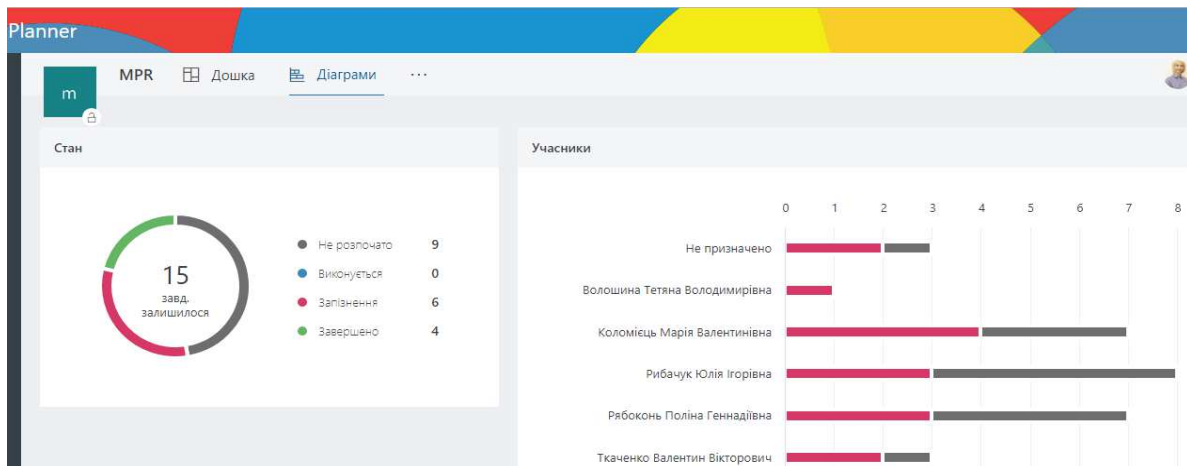 Planner
m
MPR Дошка Діаграми ...
Стан
15
завд.
залишилося
Не розпочато 9
Виконується 0
Запізнення 6
Завершено 4
Учасники
0 1 2 3 4 5 6 7 8
Не призначено
Волошина Тетяна Володимирівна
Коломієць Марія Валентинівна
Рибачук Юлія Ігорівна
Рябоконь Поліна Геннадіївна
Ткаченко Валентин Вікторович